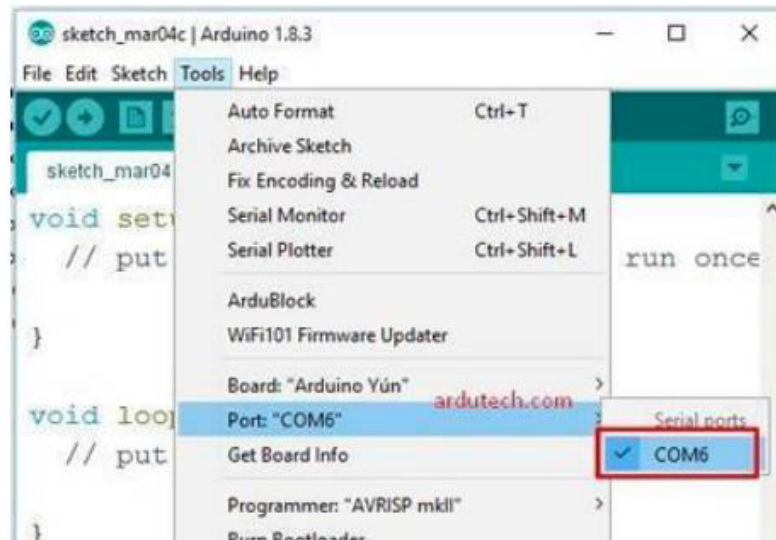 sketch_mar04c | Arduino 1.8.3
File Edit Sketch Tools Help
sketch_mar04
Auto Format Ctrl+T
Archive Sketch
Fix Encoding & Reload
Serial Monitor Ctrl+Shift+M
Serial Plotter Ctrl+Shift+L
ArduBlock
WiFi101 Firmware Updater
Board: "Arduino Yún"
ardutech.com
Port: "COM6"
Get Board Info
Programmer: "AVRISP mkII"
Burn Bootloader
Serial ports
COM6
void setu
// put run once
}
void loop
// put
}